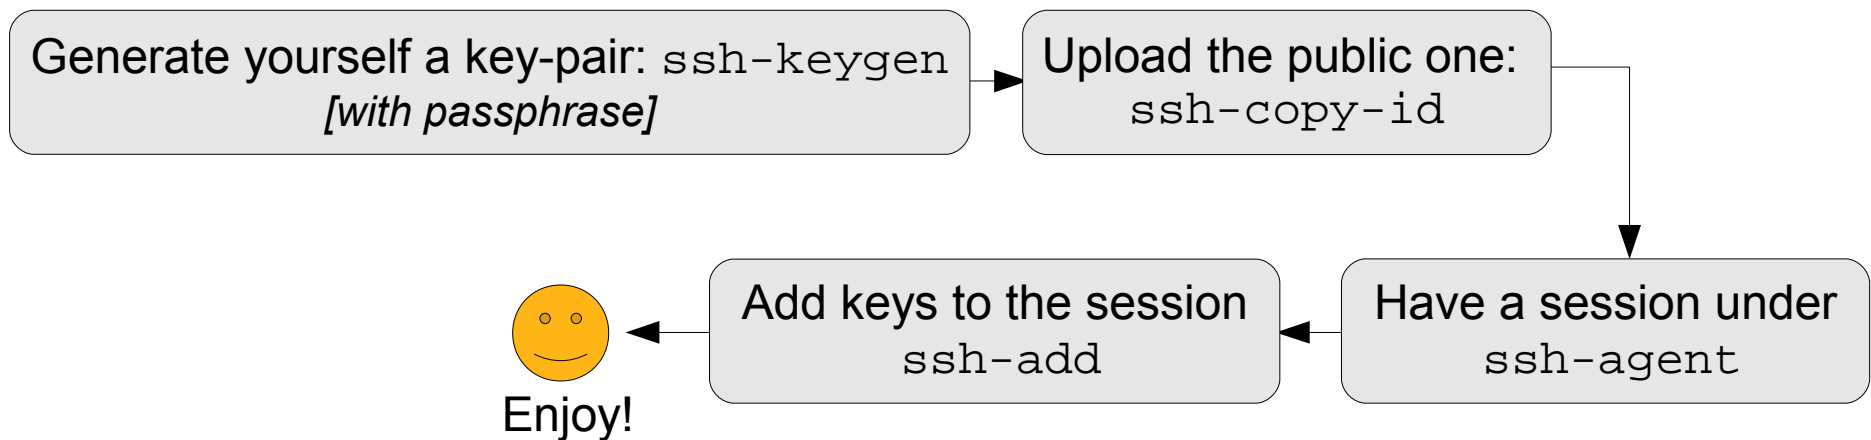 Generate yourself a key-pair: ssh-keygen
[with passphrase]
Upload the public one:
ssh-copy-id
Have a session under
ssh-agent
Add keys to the session
ssh-add
Enjoy!